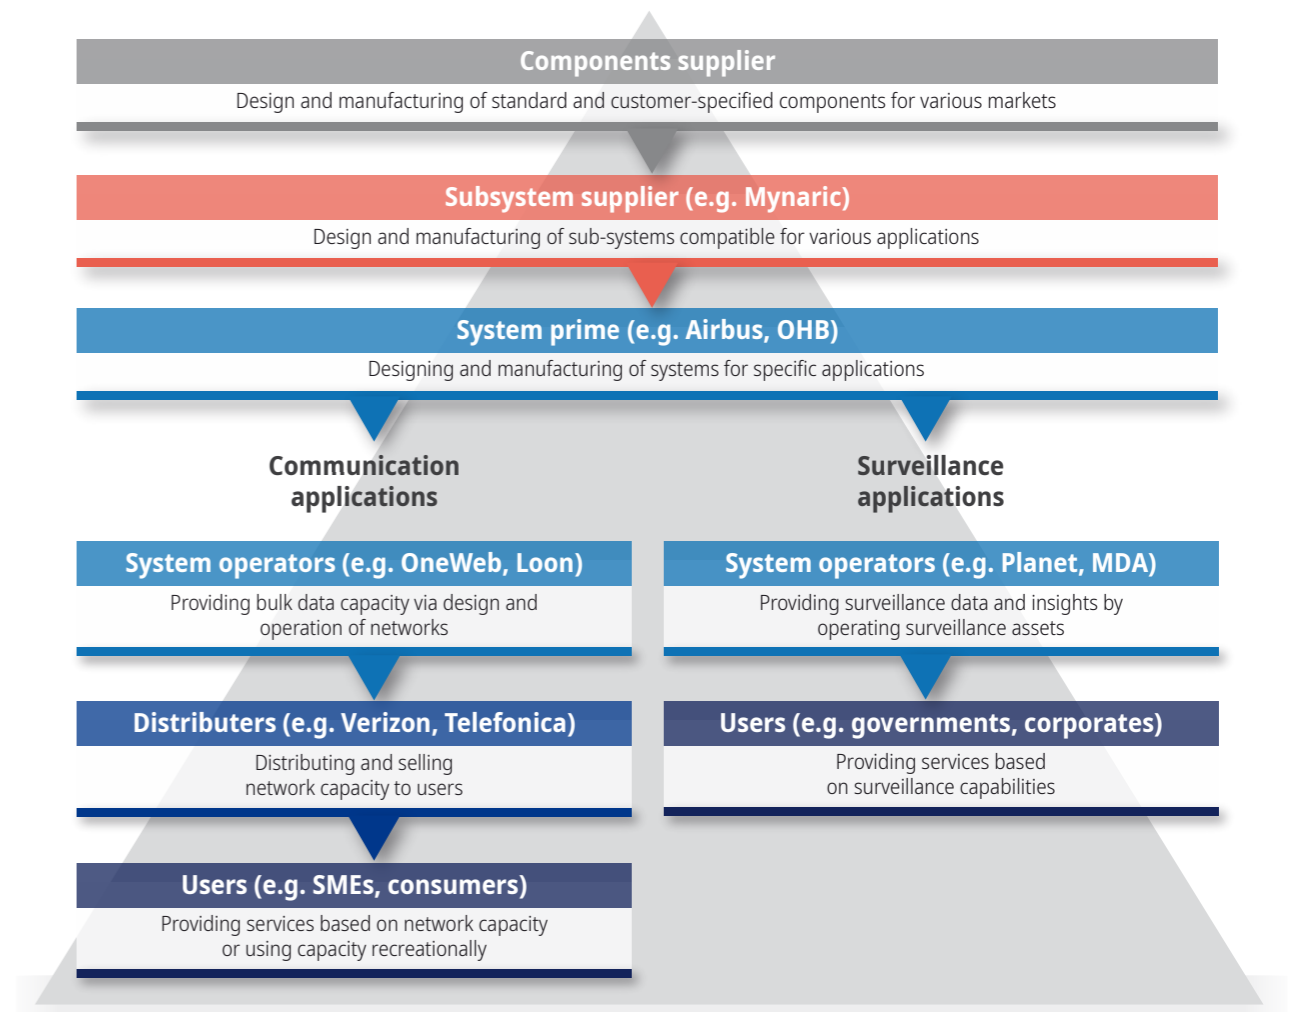 Components supplier
Design and manufacturing of standard and customer-specified components for various markets
Subsystem supplier (e.g. Mynaric)
Design and manufacturing of sub-systems compatible for various applications
System prime (e.g. Airbus, OHB)
Designing and manufacturing of systems for specific applications
Communication
applications
System operators (e.g. OneWeb, Loon)
Providing bulk data capacity via design and
operation of networks
Distributers (e.g. Verizon, Telefonica)
Distributing and selling
network capacity to users
Users (e.g. SMEs, consumers)
Providing services based on network capacity
or using capacity recreationally
Surveillance
applications
System operators (e.g. Planet, MDA)
Providing surveillance data and insights by
operating surveillance assets
Users (e.g. governments, corporates)
Providing services based
on surveillance capabilities